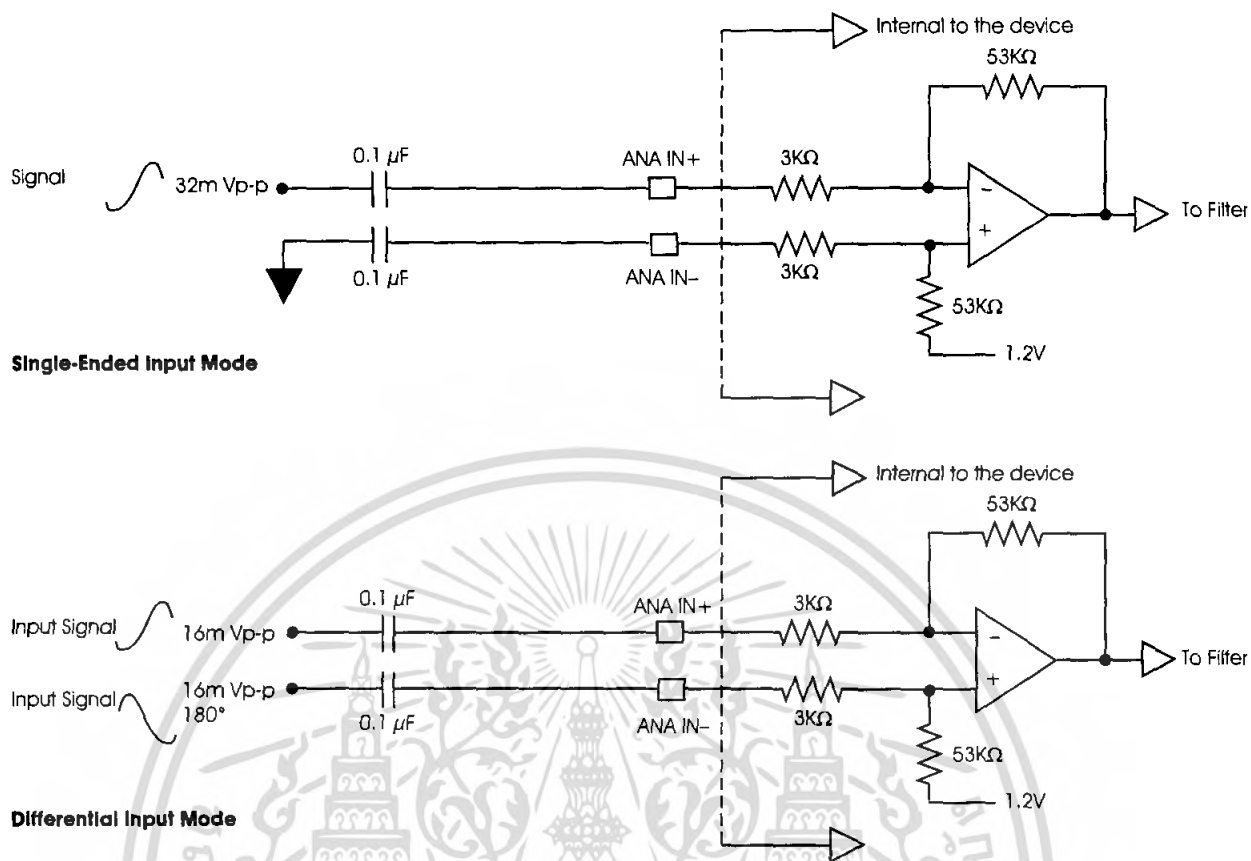 Internal to the device
53KΩ
0.1 µF
ANA IN+
3KΩ
Signal
32m Vp-p
−
+
To Filter
0.1 µF
ANA IN−
3KΩ
53KΩ
1.2V
Single-Ended Input Mode
Internal to the device
53KΩ
0.1 µF
ANA IN+
3KΩ
Input Signal
16m Vp-p
−
+
To Filter
Input Signal
16m Vp-p
180°
0.1 µF
ANA IN−
3KΩ
53KΩ
1.2V
Differential Input Mode